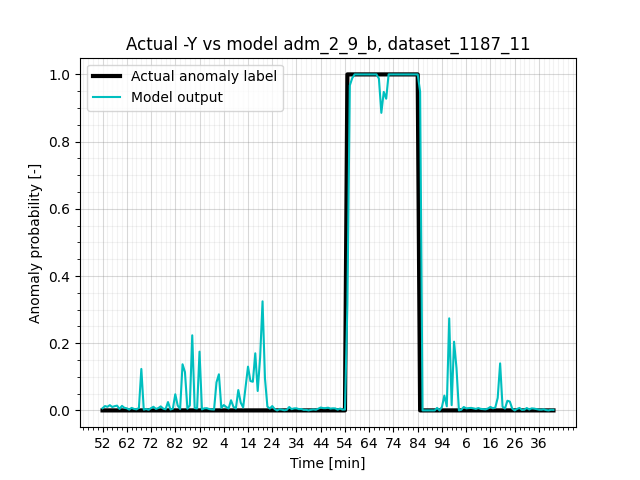 Actual -Y vs model adm_2_9_b, dataset_1187_11
Actual anomaly label
Model output
Anomaly probability [-]
1.0
0.8
0.6
0.4
0.2
0.0
52 62 72 82 92 4 14 24 34 44 54 64 74 84 94 6 16 26 36
Time [min]